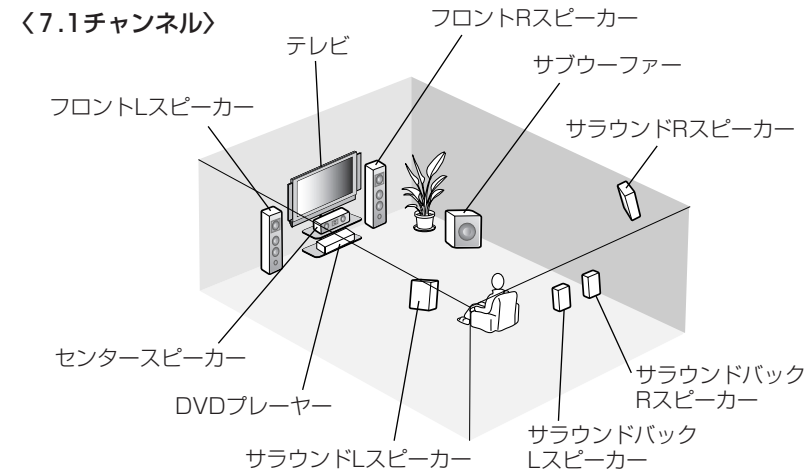 〈7.1チャンネル〉
フロントRスピーカー
テレビ
サブウーファー
フロントLスピーカー
サラウンドRスピーカー
センタースピーカー
DVDプレーヤー
サラウンドLスピーカー
サラウンドバック
Lスピーカー
サラウンドバック
Rスピーカー